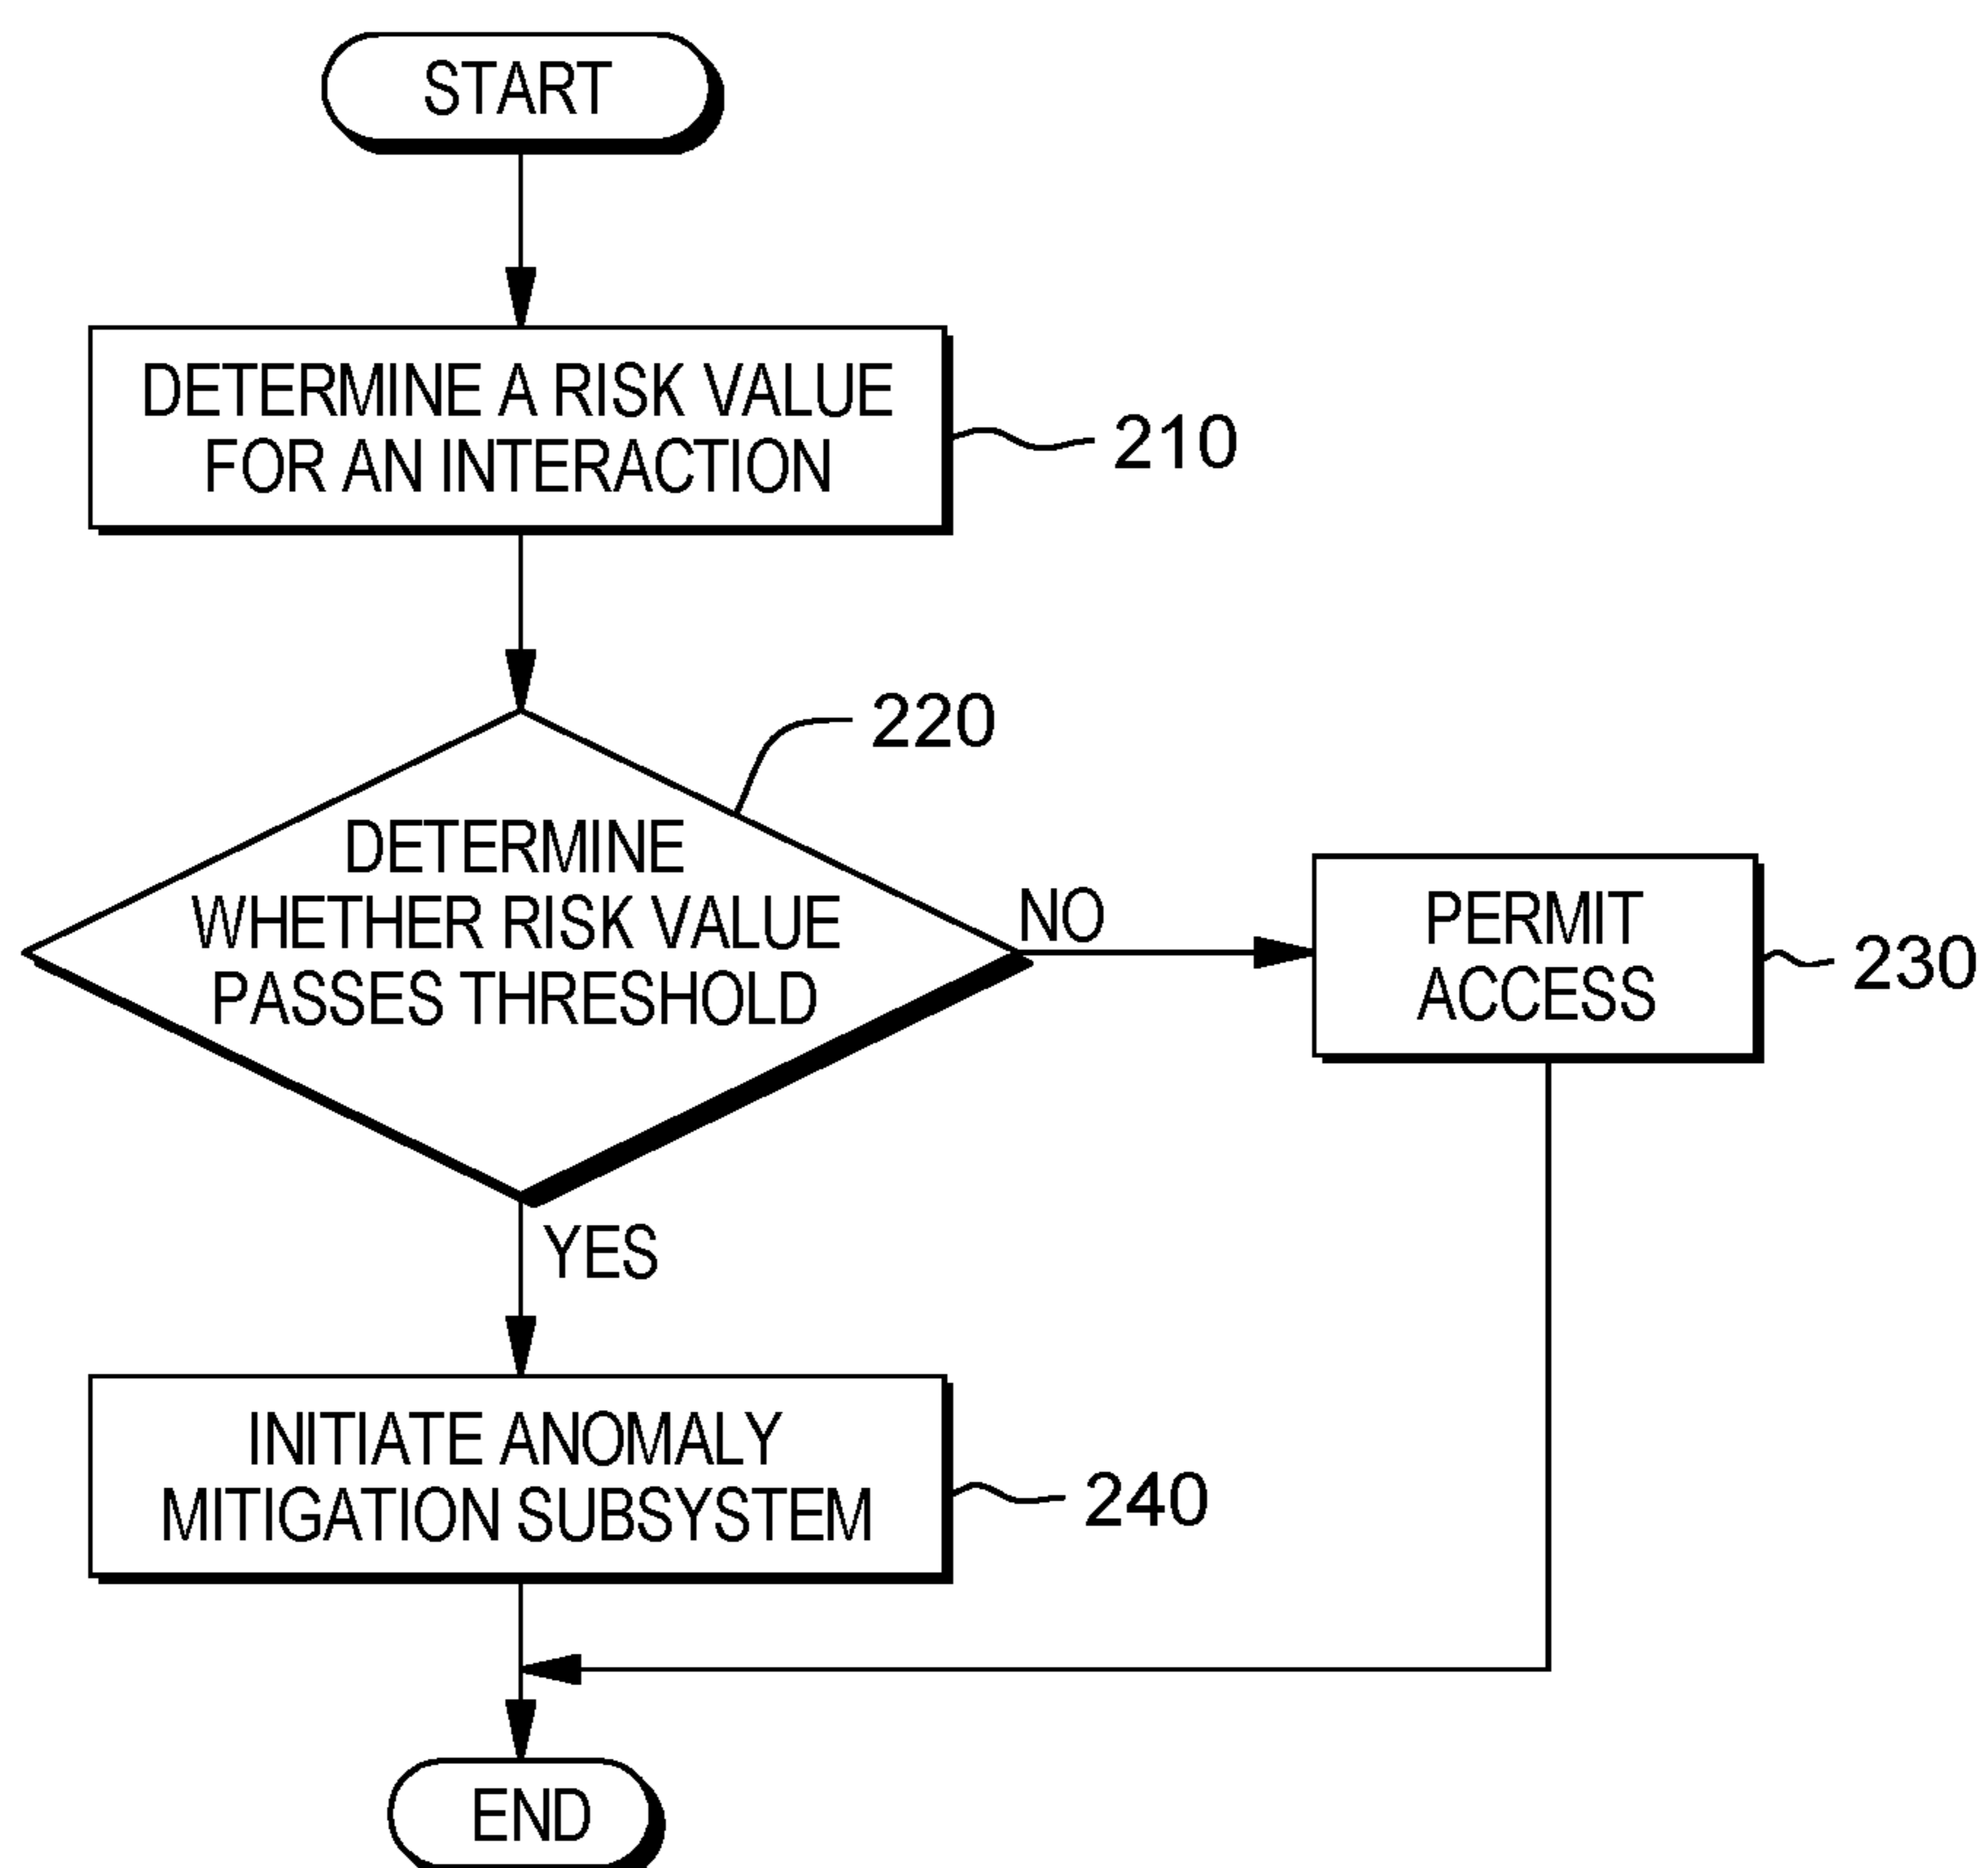 START
DETERMINE A RISK VALUE
FOR AN INTERACTION
210
220
DETERMINE
WHETHER RISK VALUE
PASSES THRESHOLD
NO
PERMIT
ACCESS
230
YES
INITIATE ANOMALY
MITIGATION SUBSYSTEM
240
END